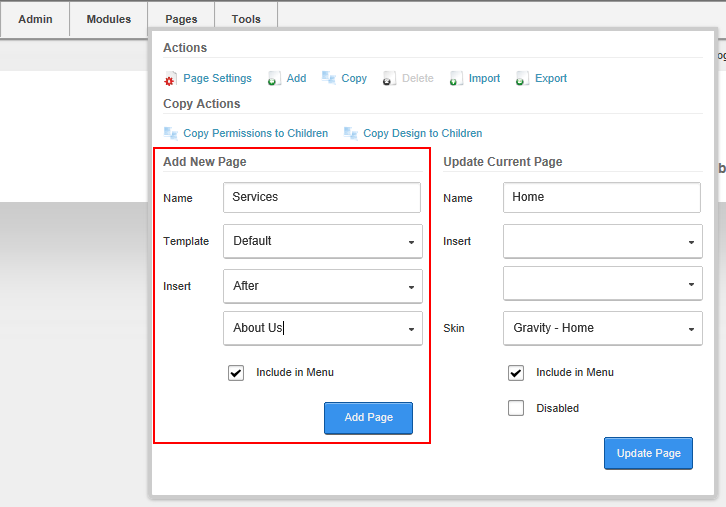 Admin Modules Pages Tools
Actions
Page Settings Add Copy Delete Import Export
Copy Actions
Copy Permissions to Children Copy Design to Children
Add New Page
Name Services
Template Default
Insert After
About Us
Include in Menu
Add Page
Update Current Page
Name Home
Insert
Skin Gravity - Home
Include in Menu
Disabled
Update Page